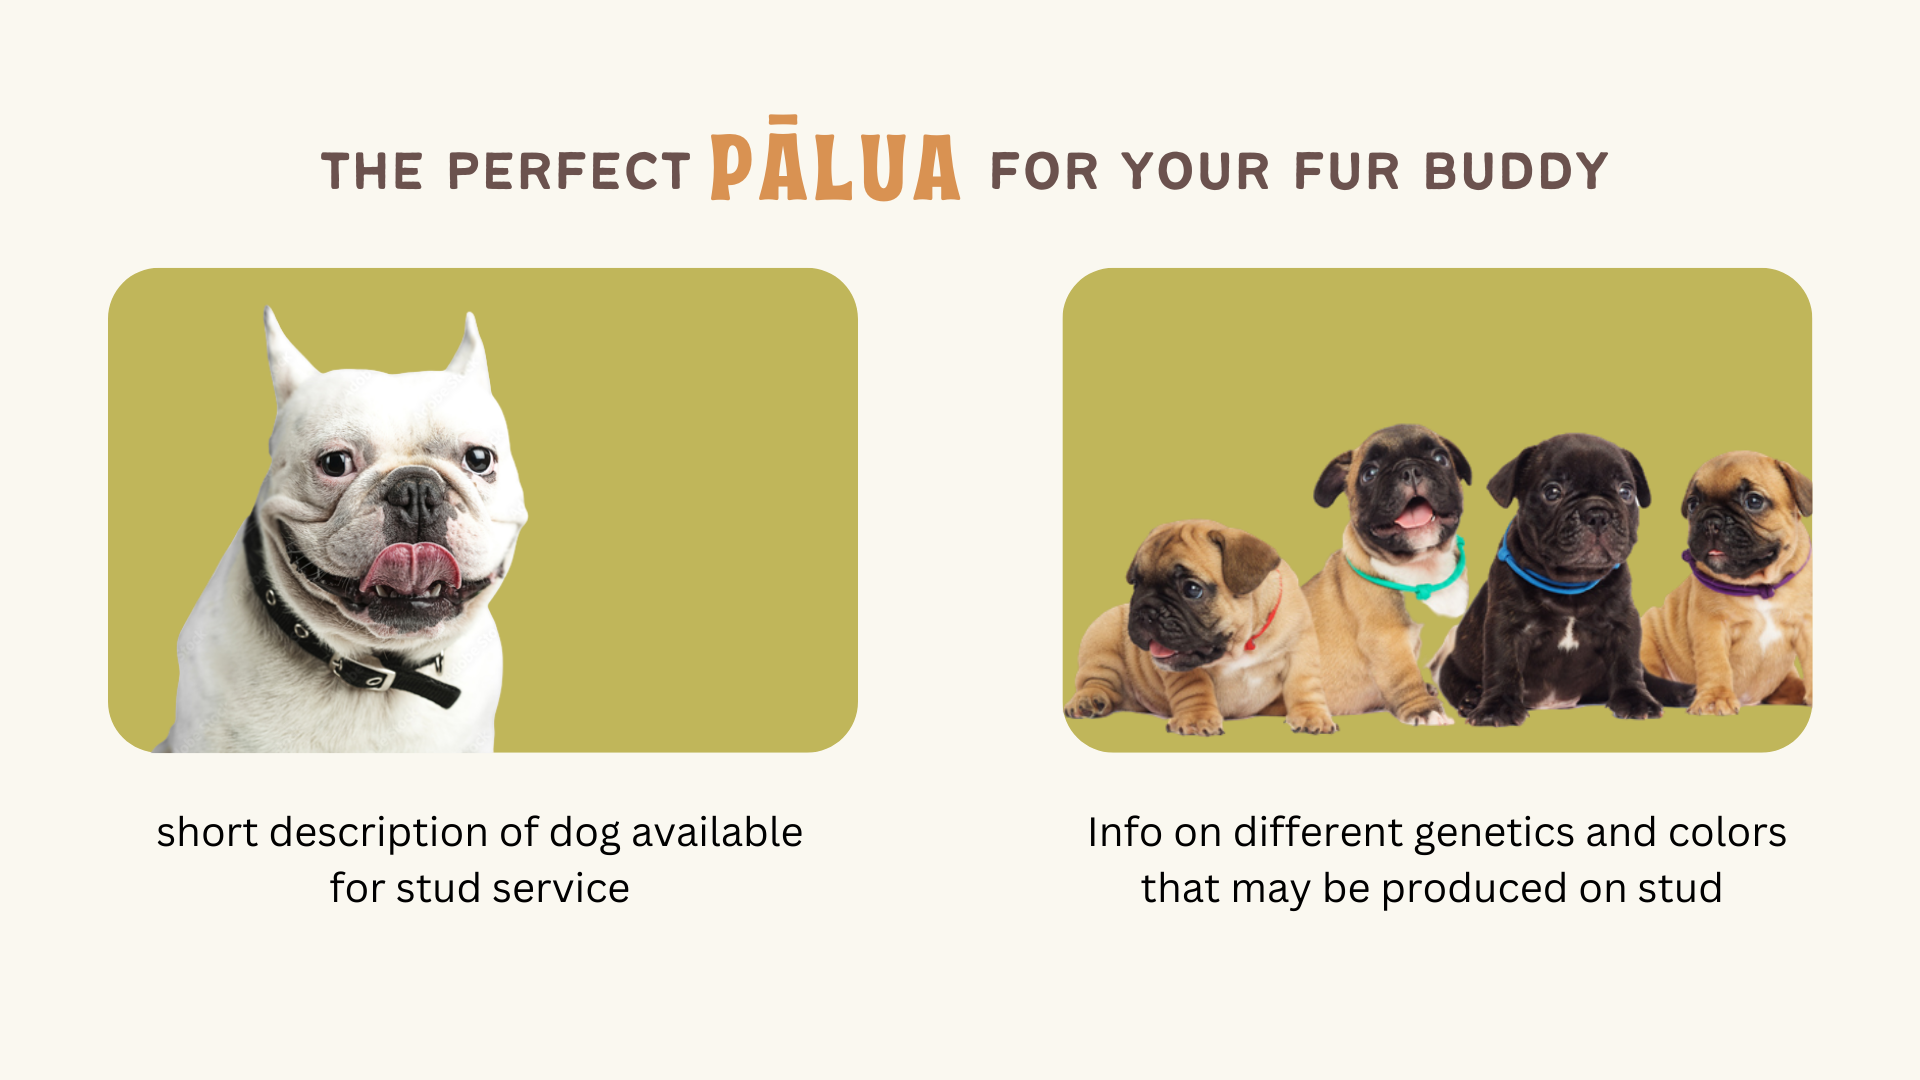 THE PERFECT PĀLUA FOR YOUR FUR BUDDY
short description of dog available
for stud service
Info on different genetics and colors
that may be produced on stud